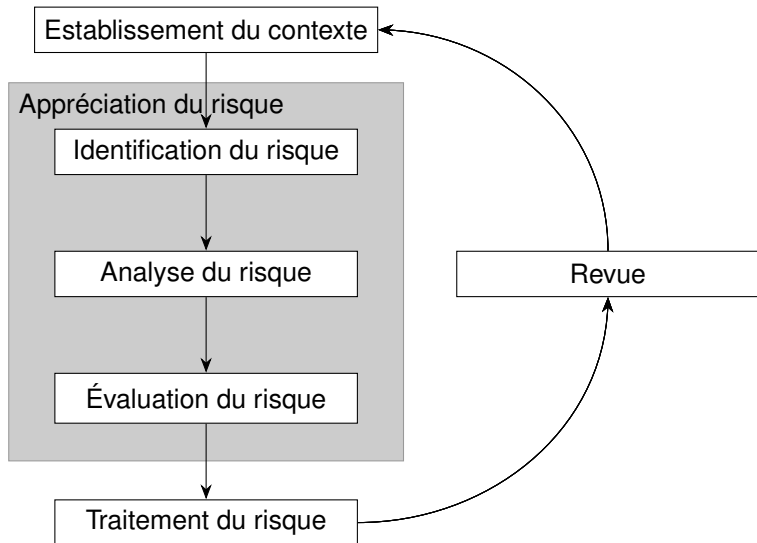 Establissement du contexte
Appréciation du risque
Identification du risque
Analyse du risque
Revue
Évaluation du risque
Traitement du risque